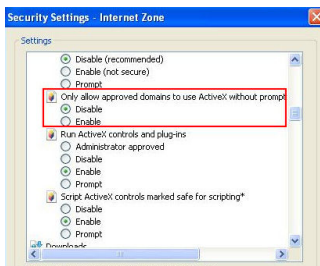 Security Settings - Internet Zone
Settings
Disable (recommended)
Enable (not secure)
Prompt
Only allow approved domains to use ActiveX without prompt
Disable
Enable
Run ActiveX controls and plug-ins
Administrator approved
Disable
Enable
Prompt
Script ActiveX controls marked safe for scripting*
Disable
Enable
Prompt
Downloads